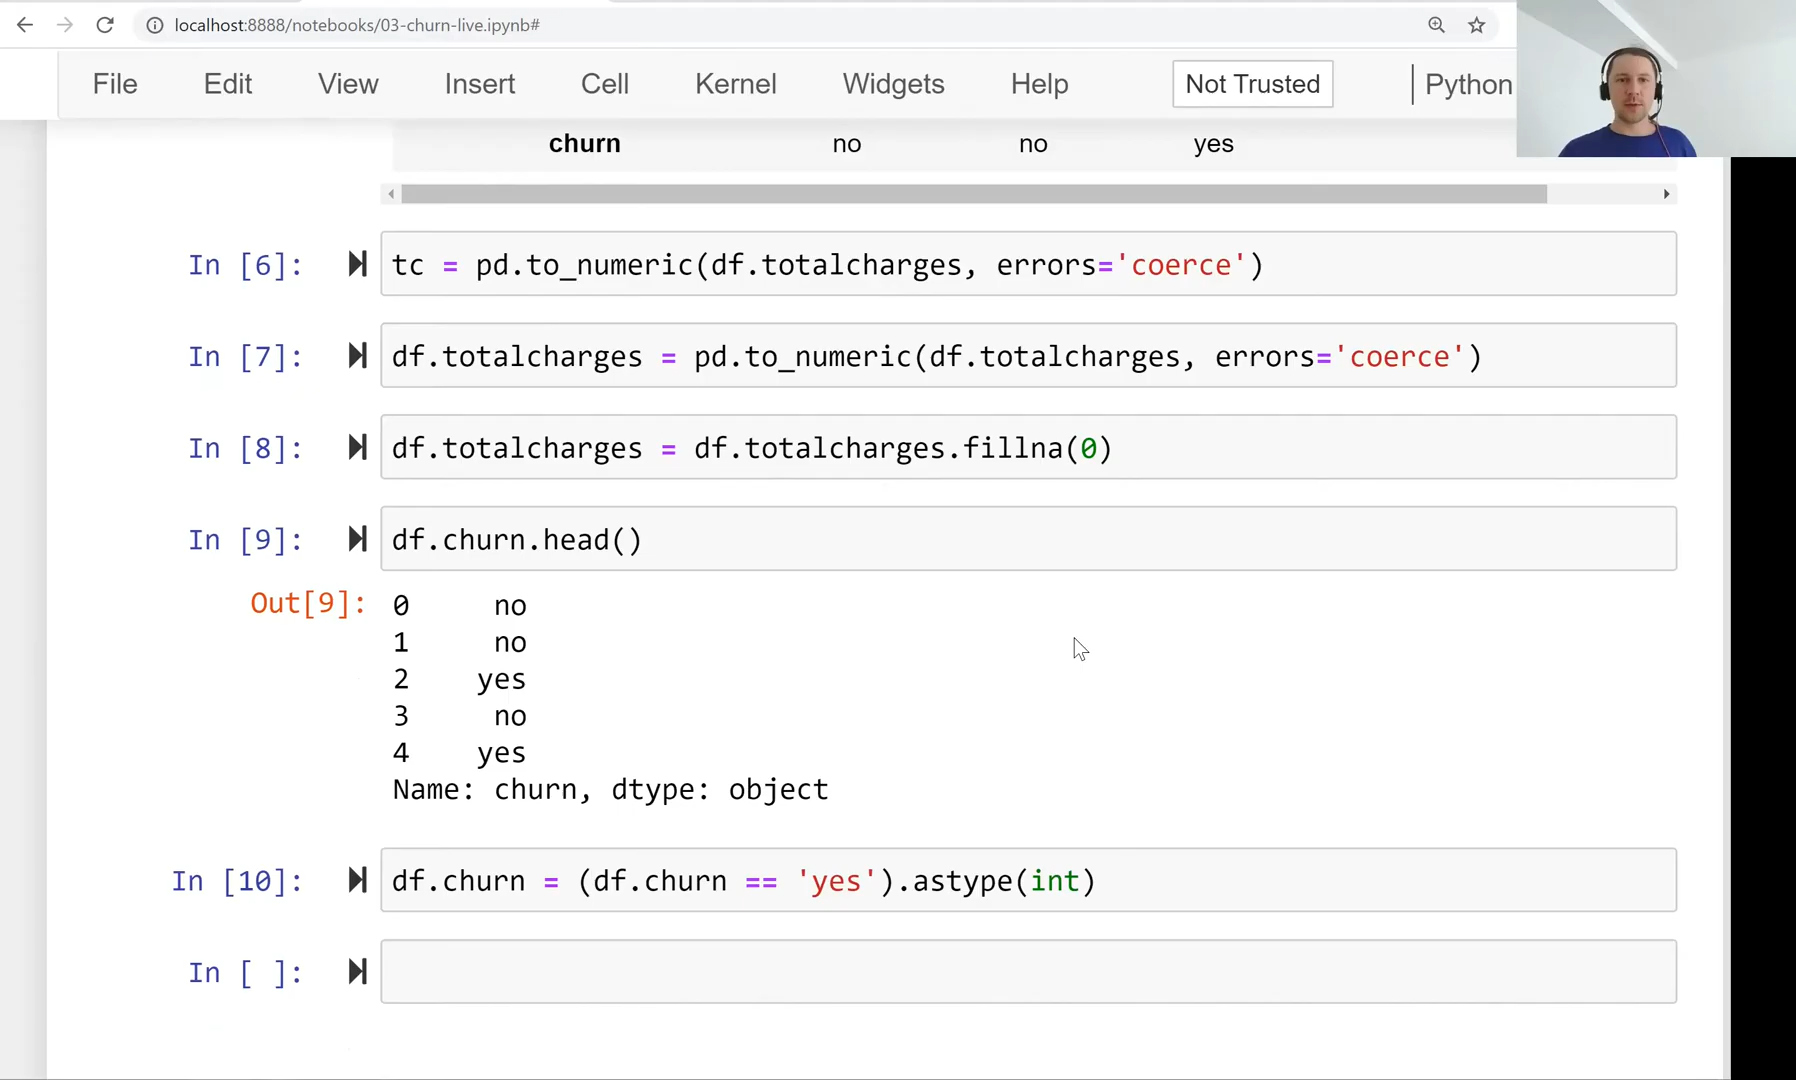 localhost:8888/notebooks/03-churn-live.ipynb#
File Edit View Insert Cell Kernel Widgets Help Not Trusted Python
churn no no yes
In [6]: tc = pd.to_numeric(df.totalcharges, errors='coerce')
In [7]: df.totalcharges = pd.to_numeric(df.totalcharges, errors='coerce')
In [8]: df.totalcharges = df.totalcharges.fillna(0)
In [9]: df.churn.head()
Out[9]: 0 no
1 no
2 yes
3 no
4 yes
Name: churn, dtype: object
In [10]: df.churn = (df.churn == 'yes').astype(int)
In [ ]: